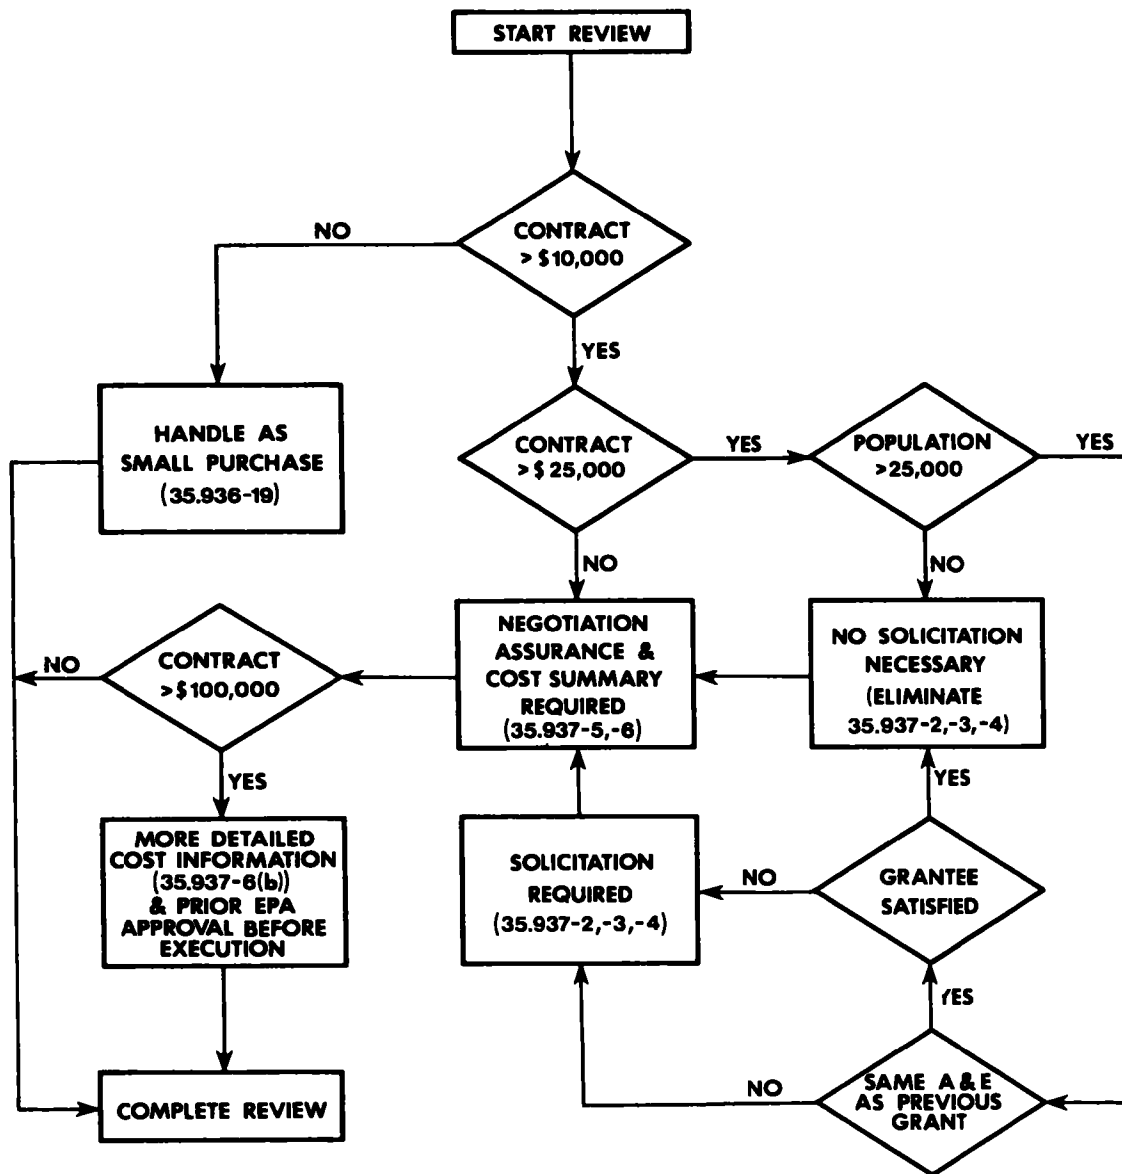 START REVIEW
CONTRACT
> $10,000
NO
YES
HANDLE AS
SMALL PURCHASE
(35.936-19)
CONTRACT
> $25,000
YES
POPULATION
>25,000
YES
NO
NO
NEGOTIATION
ASSURANCE &
COST SUMMARY
REQUIRED
(35.937-5,-6)
NO SOLICITATION
NECESSARY
(ELIMINATE
35.937-2,-3,-4)
CONTRACT
>$100,000
NO
YES
YES
MORE DETAILED
COST INFORMATION
(35.937-6(b))
& PRIOR EPA
APPROVAL BEFORE
EXECUTION
SOLICITATION
REQUIRED
(35.937-2,-3,-4)
NO
GRANTEE
SATISFIED
YES
COMPLETE REVIEW
NO
SAME A&E
AS PREVIOUS
GRANT